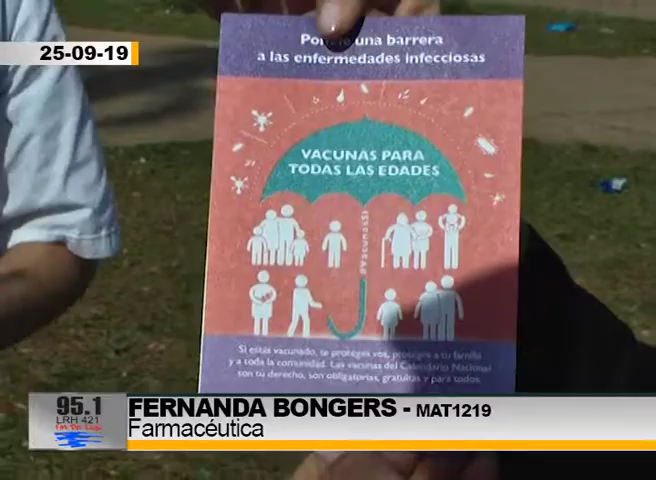 25-09-19
Ponele una barrera
a las enfermedades infecciosas
VACUNAS PARA
TODAS LAS EDADES
#VacunasSí
Si estás vacunado, te protegés vos, protegés a tu familia
y a toda la comunidad. Las vacunas del Calendario Nacional
son tu derecho, son obligatorias, gratuitas y para todos.
95.1
LRH 421
FERNANDA BONGERS - MAT1219
Farmacéutica